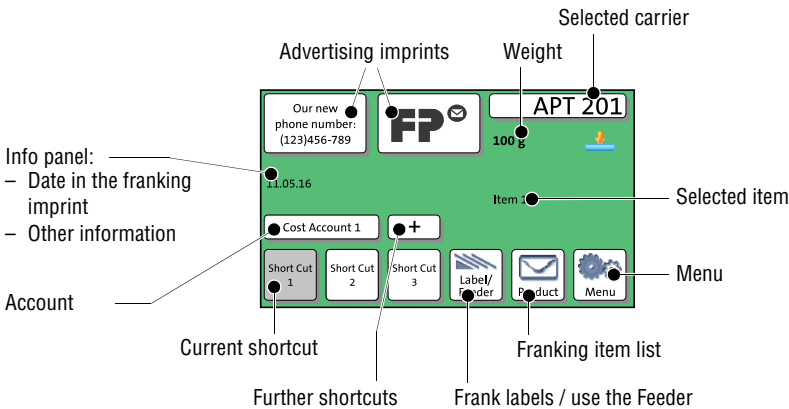 Selected carrier
Advertising imprints
Weight
Our new
phone number:
(123)456-789
FP
APT 201
100 g
Info panel:
– Date in the franking
imprint
– Other information
11.05.16
Item 1
Selected item
Cost Account 1
+
Short Cut
1
Short Cut
2
Short Cut
3
Label/
Feeder
Product
Menu
Menu
Account
Current shortcut
Franking item list
Further shortcuts
Frank labels / use the Feeder